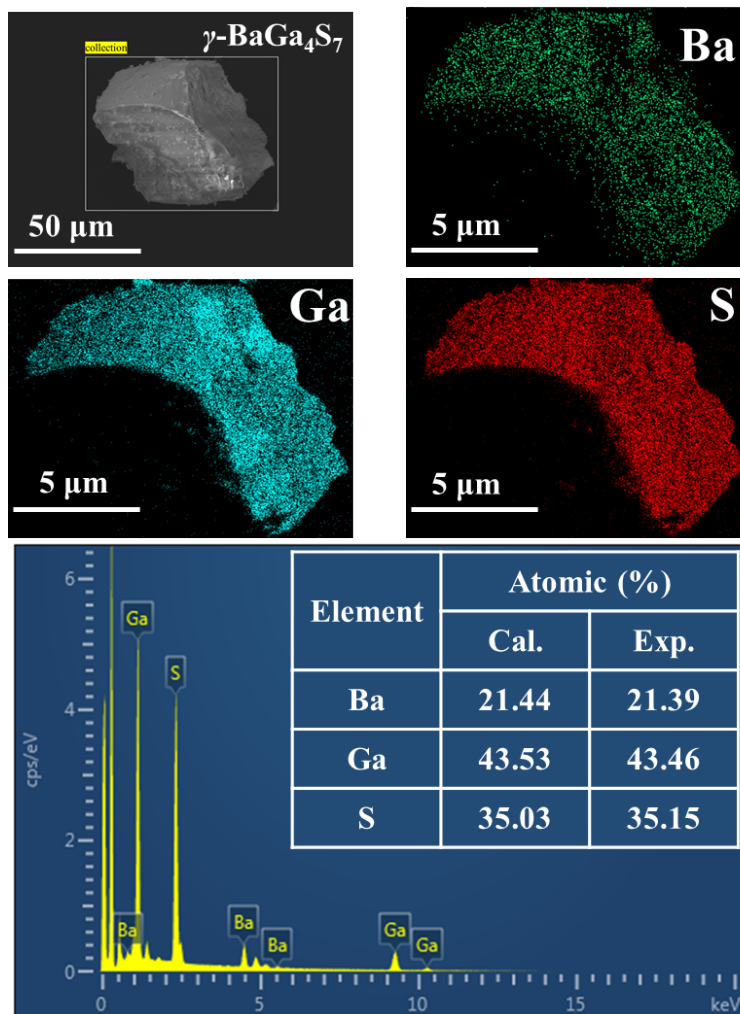 collection
γ-BaGa₄S₇
50 μm
Ba
5 μm
Ga
5 μm
S
5 μm
Element Atomic (%)
Cal. Exp.
Ba 21.44 21.39
Ga 43.53 43.46
S 35.03 35.15
6
4
2
0
cps/eV
Ga
S
Ba
Ba
Ba
Ga
Ga
0 5 10 15 keV